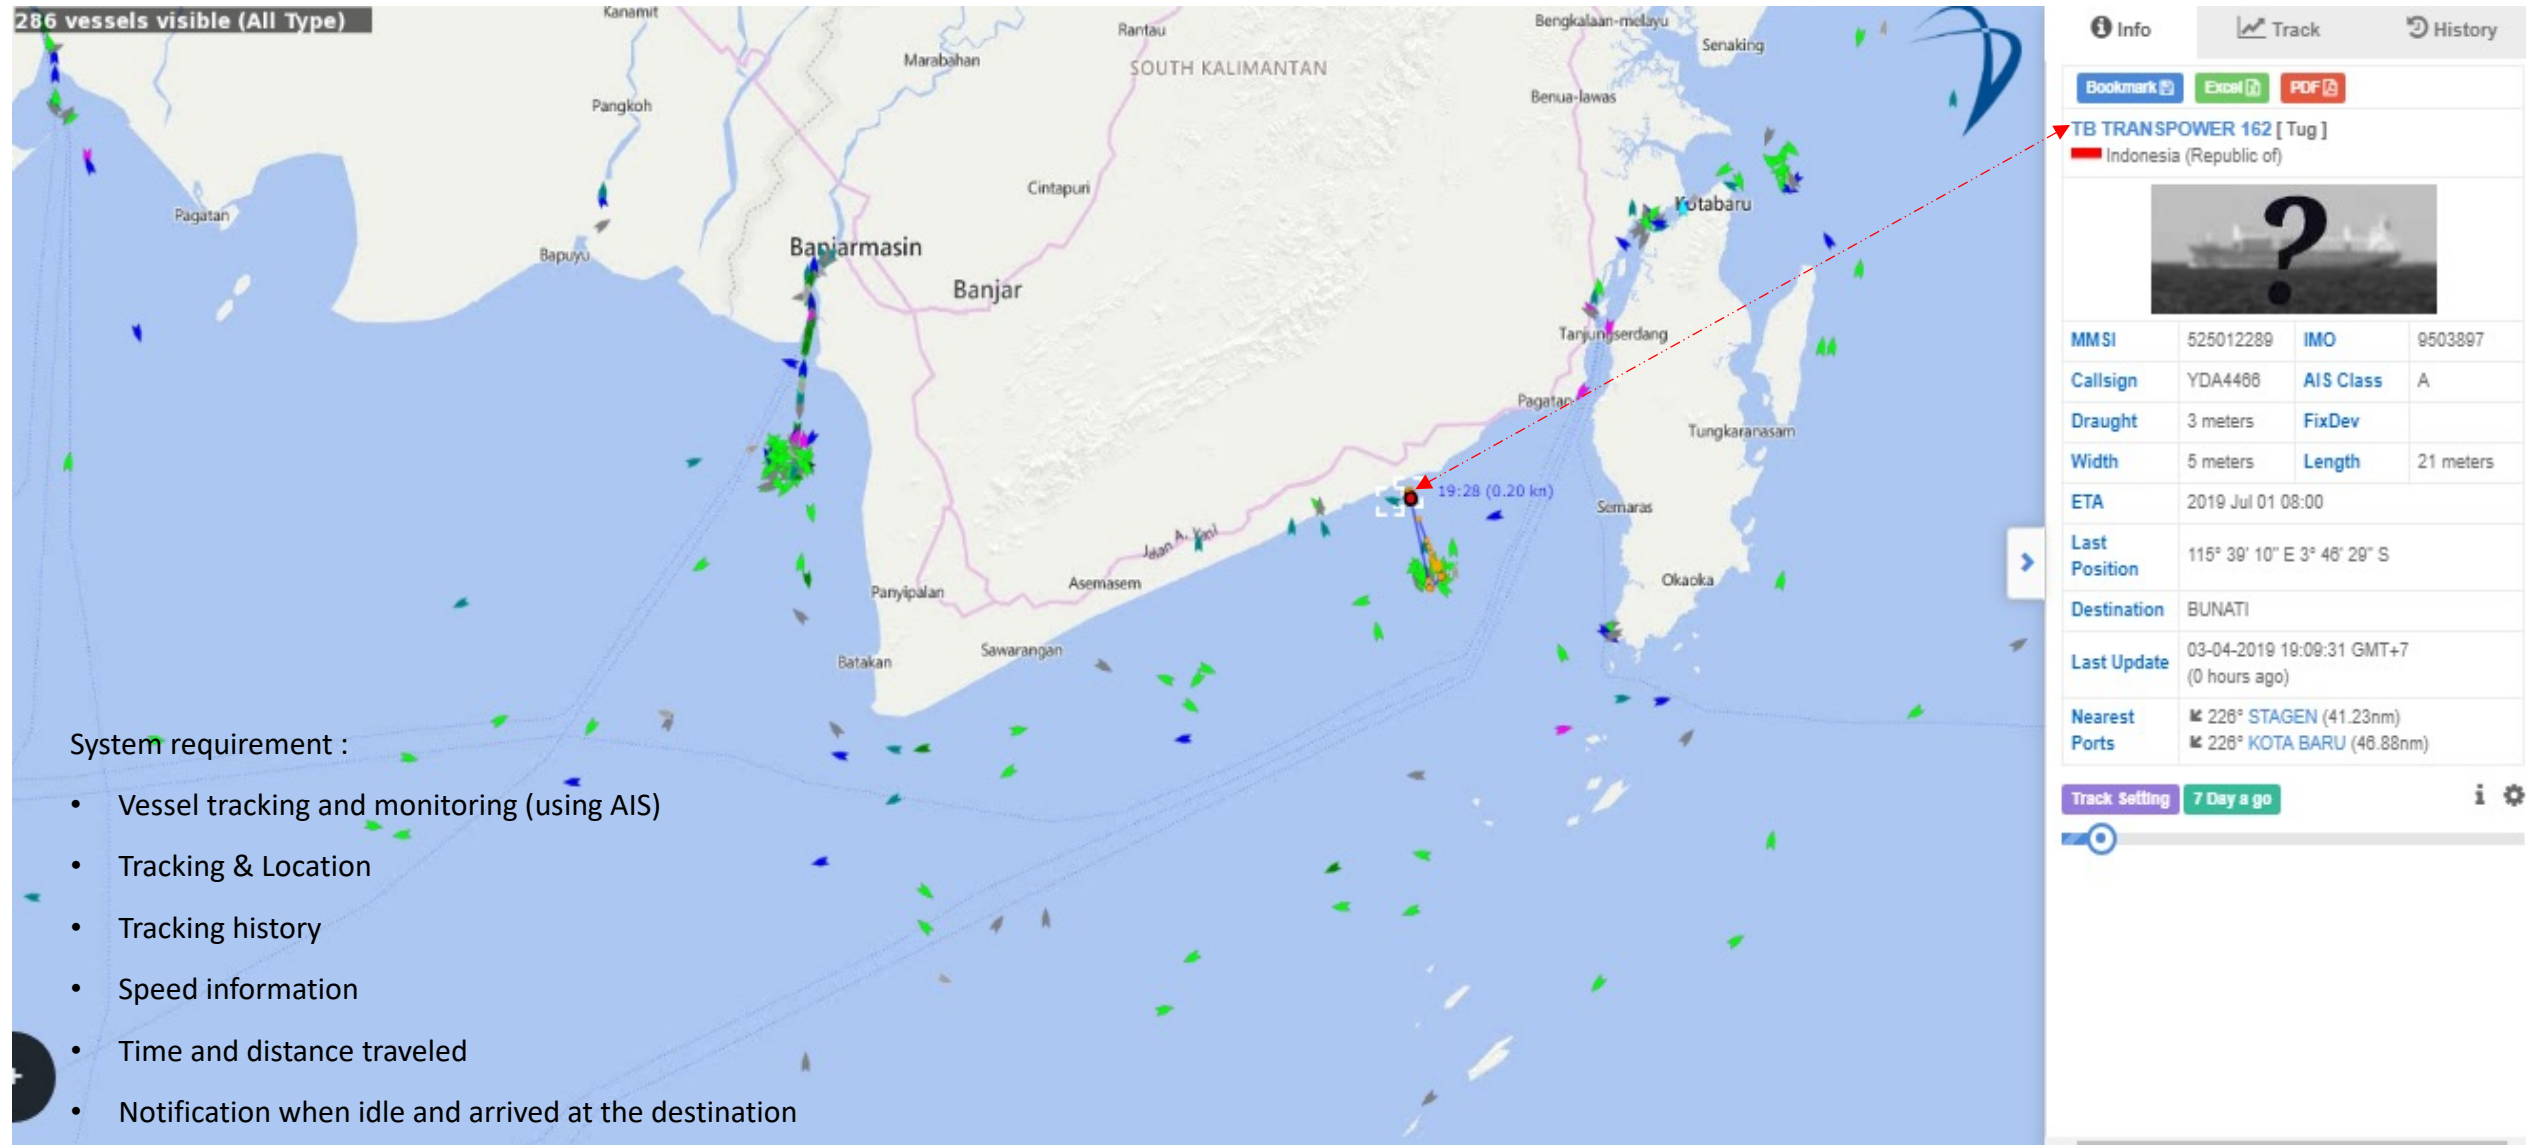 286 vessels visible (All Type)
Kanamit
Rantau
Bengkalaan-melayu
Senaking
Marabahan
SOUTH KALIMANTAN
Pangkoh
Benua-lawas
Cintapuri
Kotabaru
Pagatan
Banjarmasin
Bapuyu
Banjar
Tanjungserdang
Pagatan
Tungkaranasam
19:28 (0.20 kn)
Semaras
Jalan A. Yani
Asemasem
Okaoka
Panyipalan
Sawarangan
Batakan
System requirement :
• Vessel tracking and monitoring (using AIS)
• Tracking & Location
• Tracking history
• Speed information
• Time and distance traveled
• Notification when idle and arrived at the destination
Info Track History
Bookmark Excel PDF
TB TRANSPOWER 162 [ Tug ]
Indonesia (Republic of)
?
MMSI 525012289 IMO 9503897
Callsign YDA4466 AIS Class A
Draught 3 meters FixDev
Width 5 meters Length 21 meters
ETA 2019 Jul 01 08:00
Last
Position 115° 39' 10" E 3° 46' 29" S
Destination BUNATI
Last Update 03-04-2019 19:09:31 GMT+7
(0 hours ago)
Nearest
Ports
226° STAGEN (41.23nm)
226° KOTA BARU (46.88nm)
Track Setting 7 Day a go